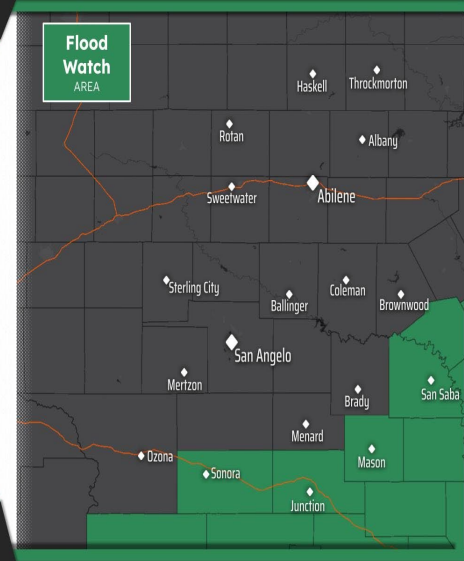 Flood
Watch
AREA
Haskell
Throckmorton
Rotan
Albany
Sweetwater
Abilene
Sterling City
Ballinger
Coleman
Brownwood
San Angelo
Mertzon
Brady
San Saba
Menard
Ozona
Sonora
Mason
Junction